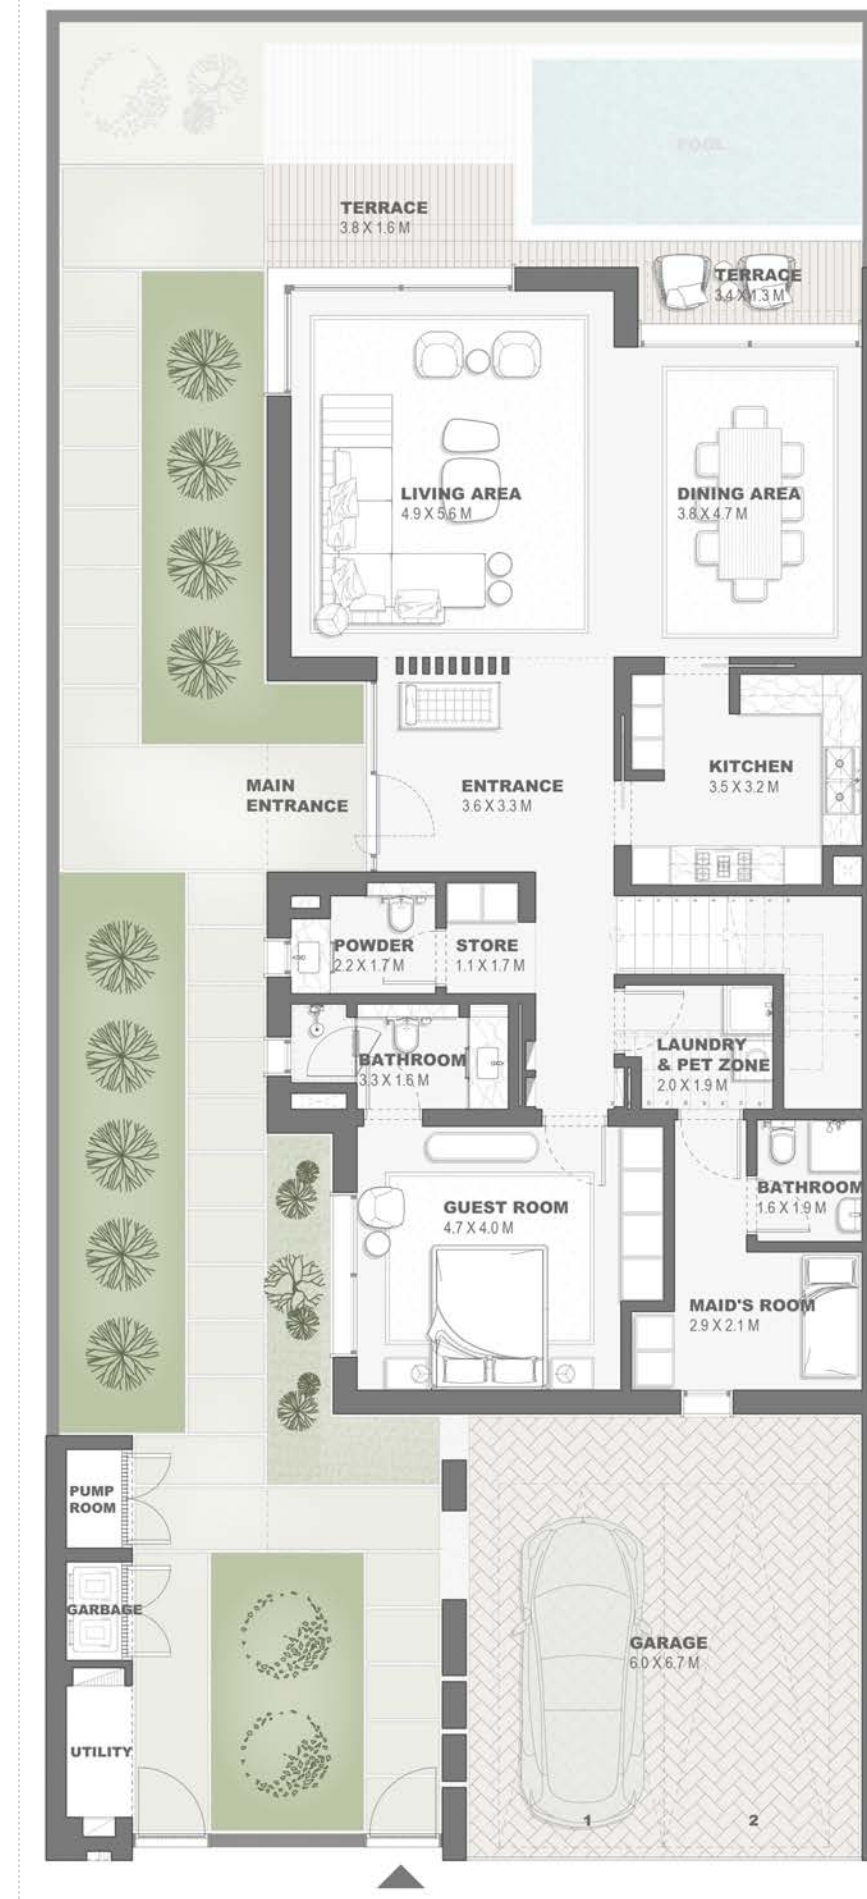 POOL
TERRACE
3.8 X 1.6 M
TERRACE
3.4 X 1.3 M
LIVING AREA
4.9 X 5.6 M
DINING AREA
3.8 X 4.7 M
MAIN
ENTRANCE
ENTRANCE
3.6 X 3.3 M
KITCHEN
3.5 X 3.2 M
POWDER
2.2 X 1.7 M
STORE
1.1 X 1.7 M
BATHROOM
3.3 X 1.6 M
LAUNDRY
& PET ZONE
2.0 X 1.9 M
GUEST ROOM
4.7 X 4.0 M
BATHROOM
1.6 X 1.9 M
MAID'S ROOM
2.9 X 2.1 M
PUMP
ROOM
GARBAGE
GARAGE
6.0 X 6.7 M
UTILITY
1
2